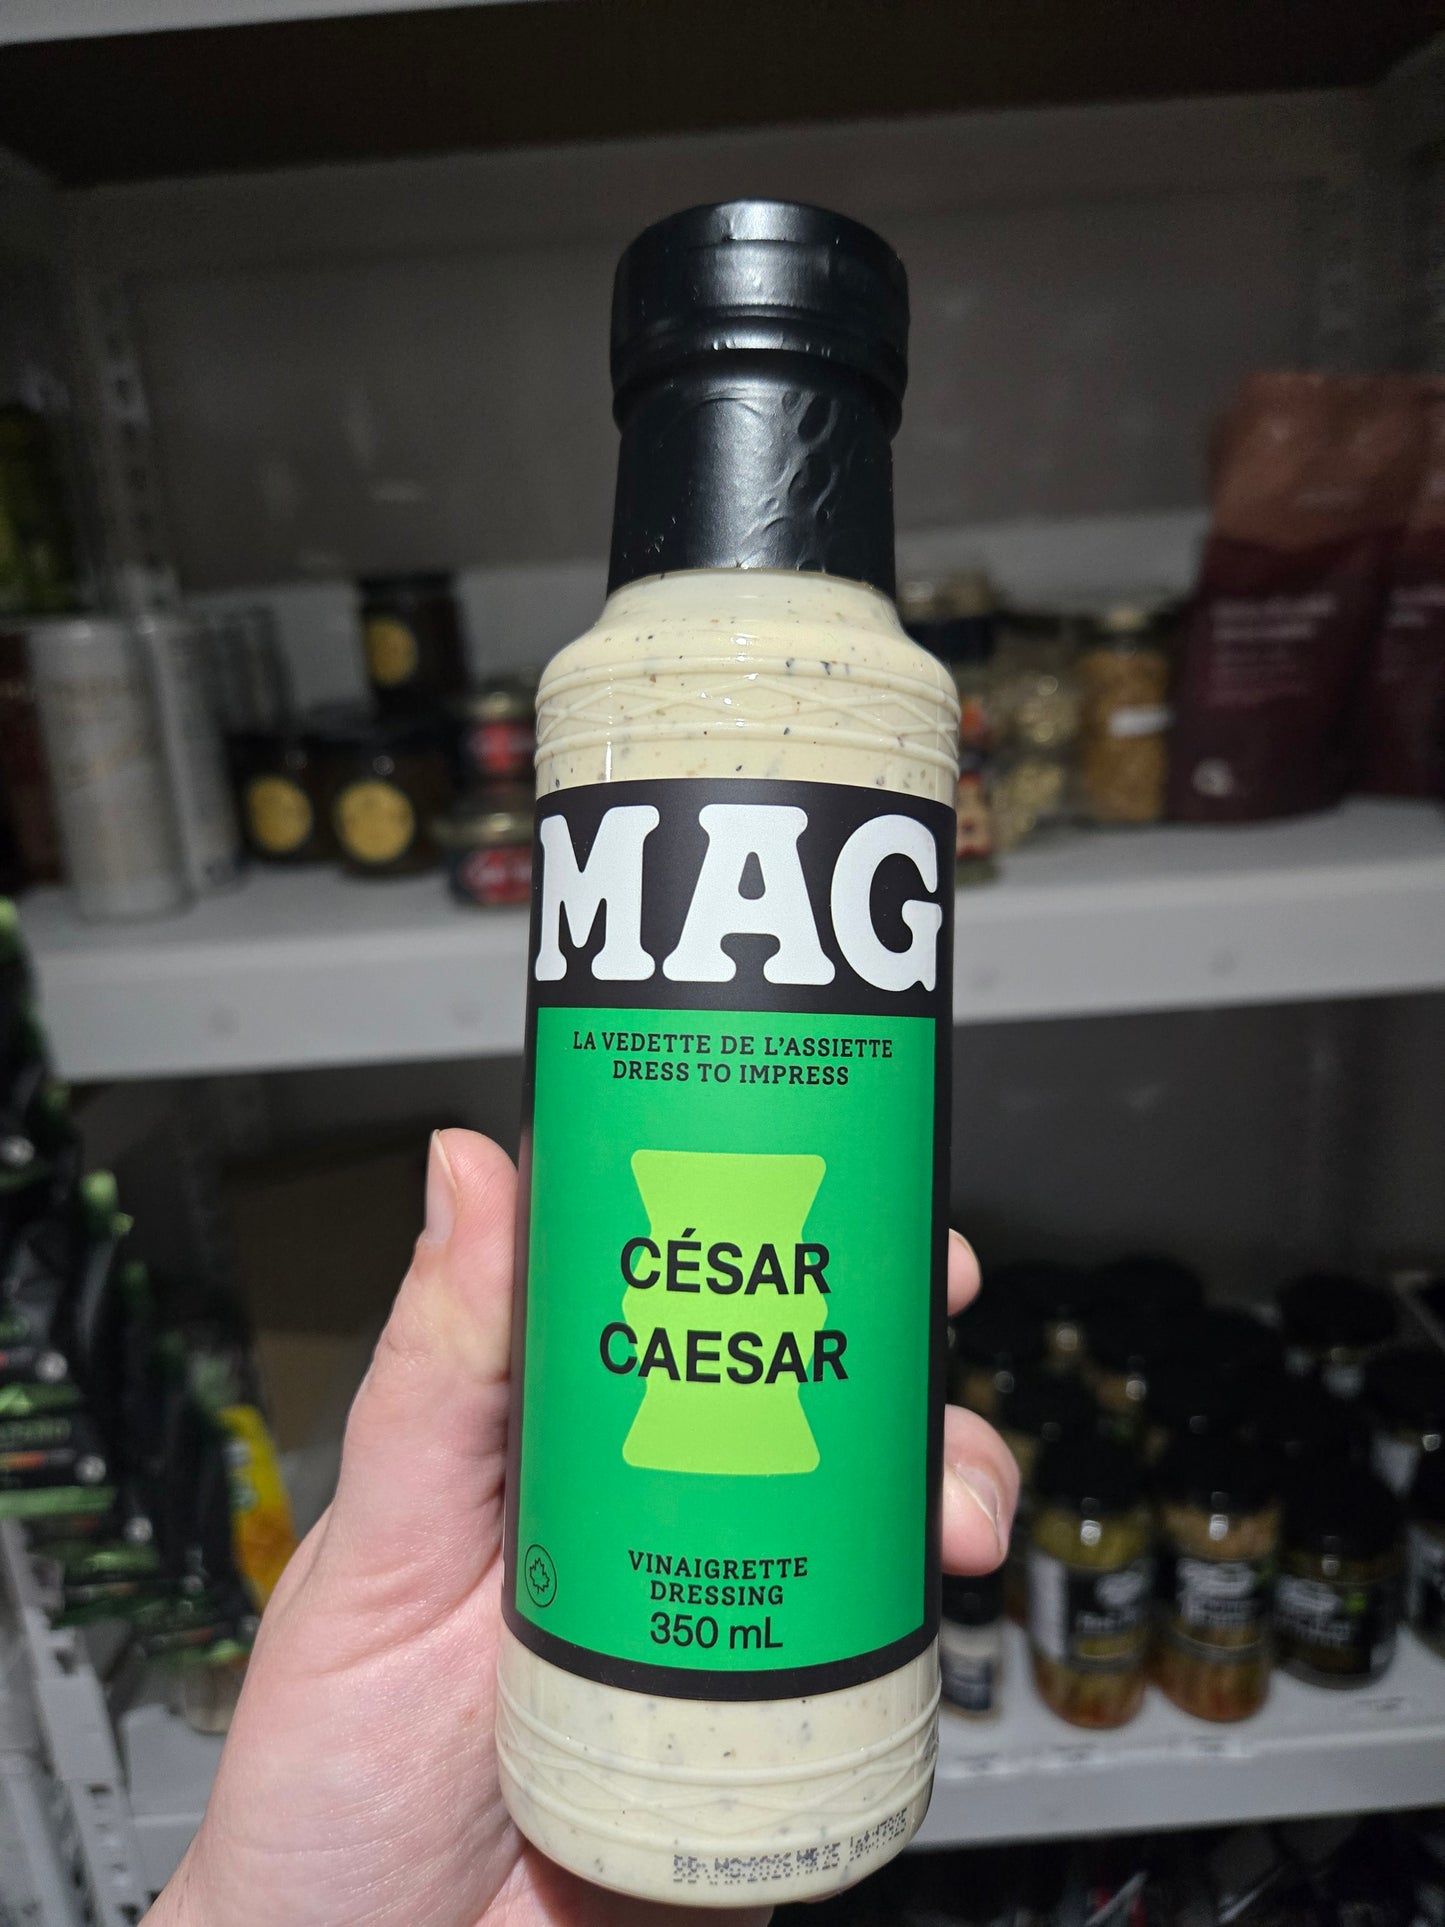 MAG
LA VEDETTE DE L'ASSIETTE
DRESS TO IMPRESS
CÉSAR
CAESAR
VINAIGRETTE
DRESSING
350 mL